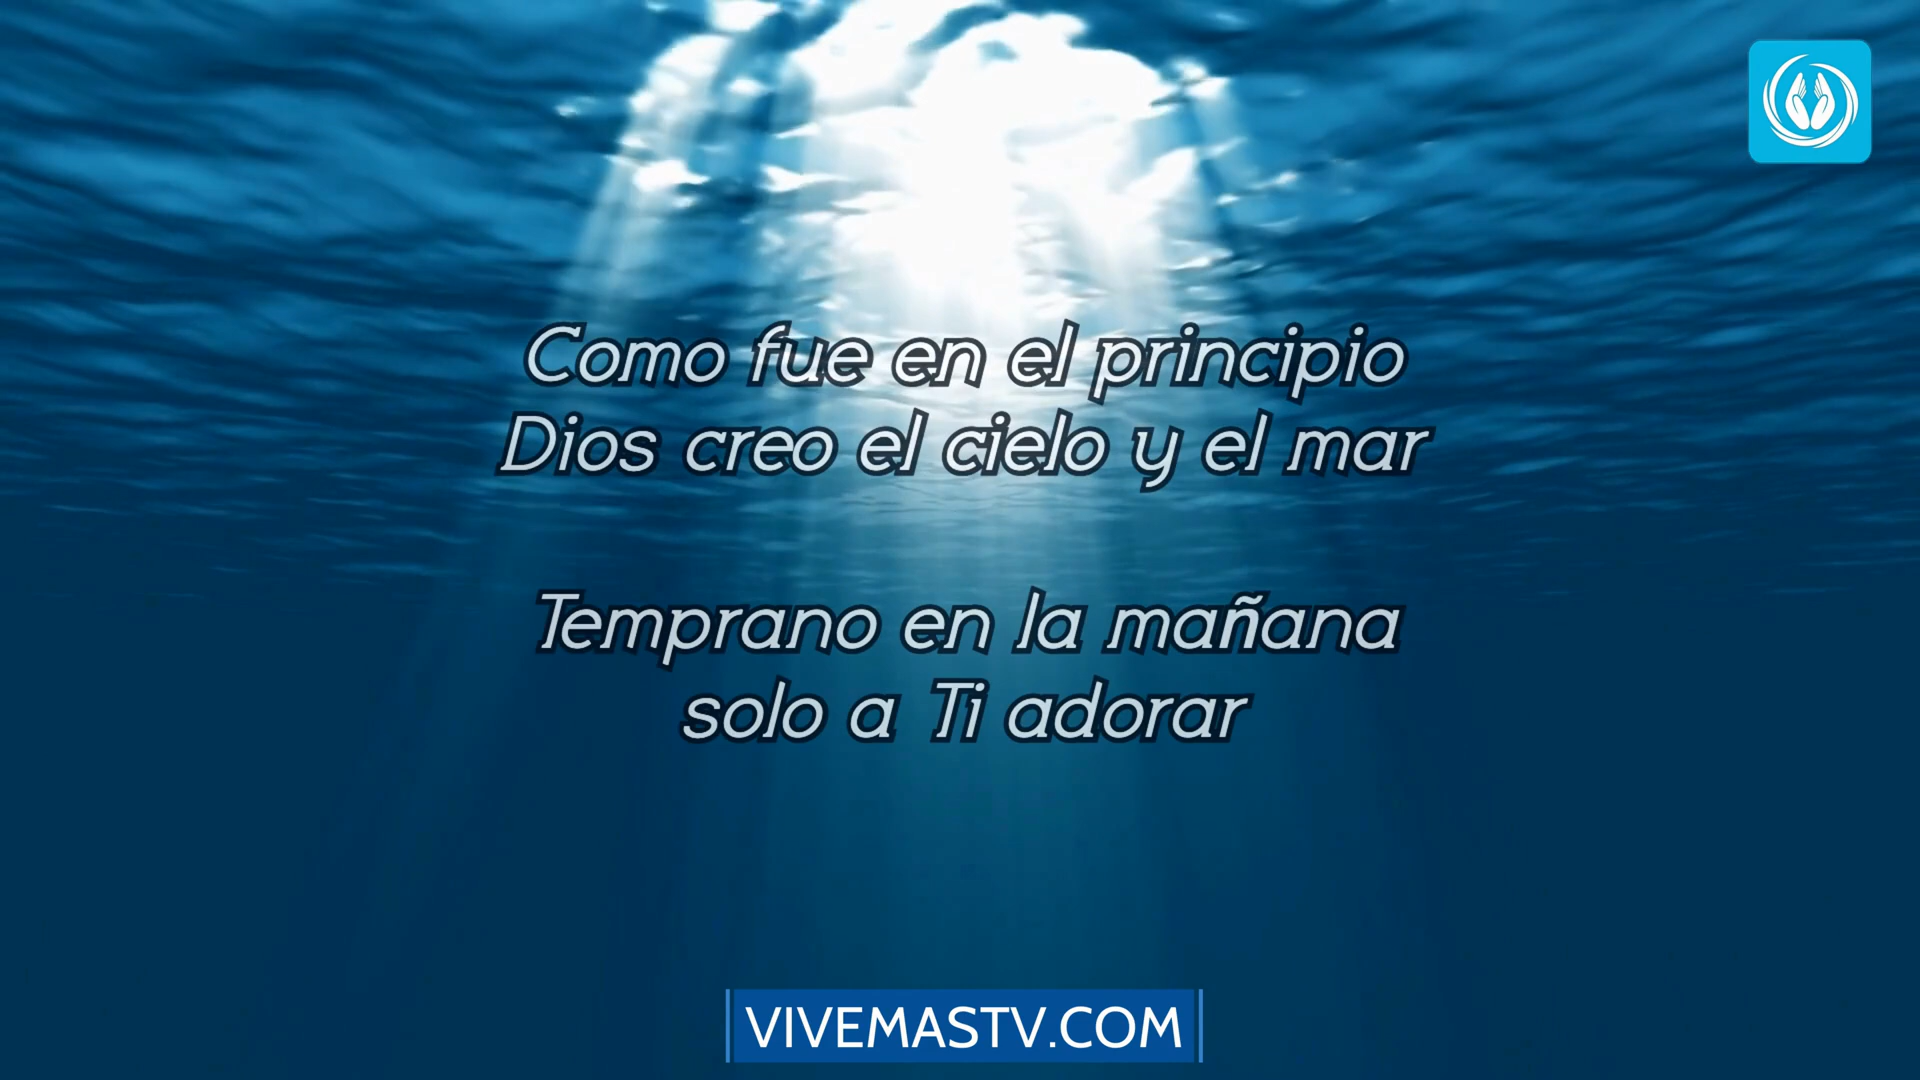 Como fue en el principio
Dios creo el cielo y el mar
Temprano en la mañana
solo a Ti adorar
VIVEMASTV.COM